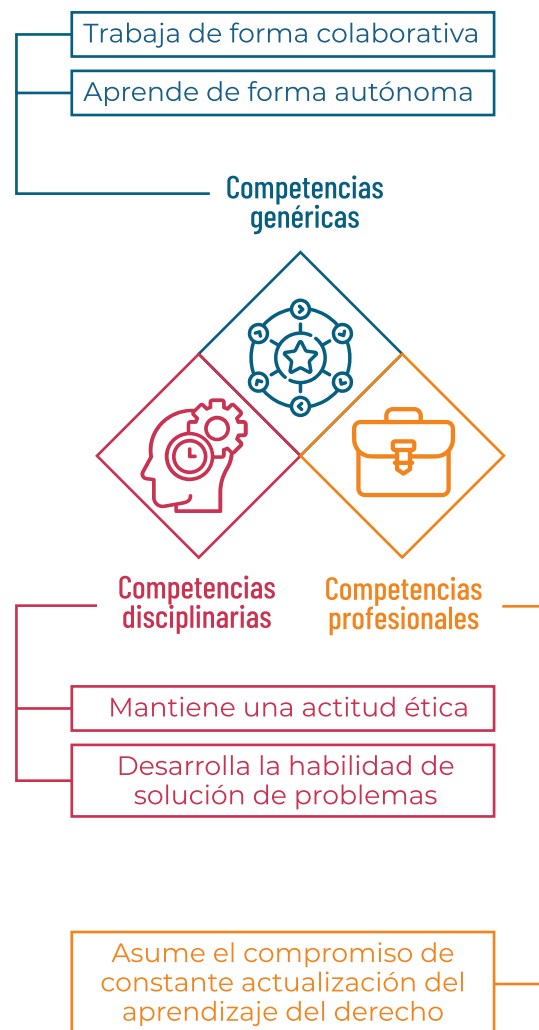 Trabaja de forma colaborativa
Aprende de forma autónoma
Competencias
genéricas
Competencias
disciplinarias
Competencias
profesionales
Mantiene una actitud ética
Desarrolla la habilidad de
solución de problemas
Asume el compromiso de
constante actualización del
aprendizaje del derecho